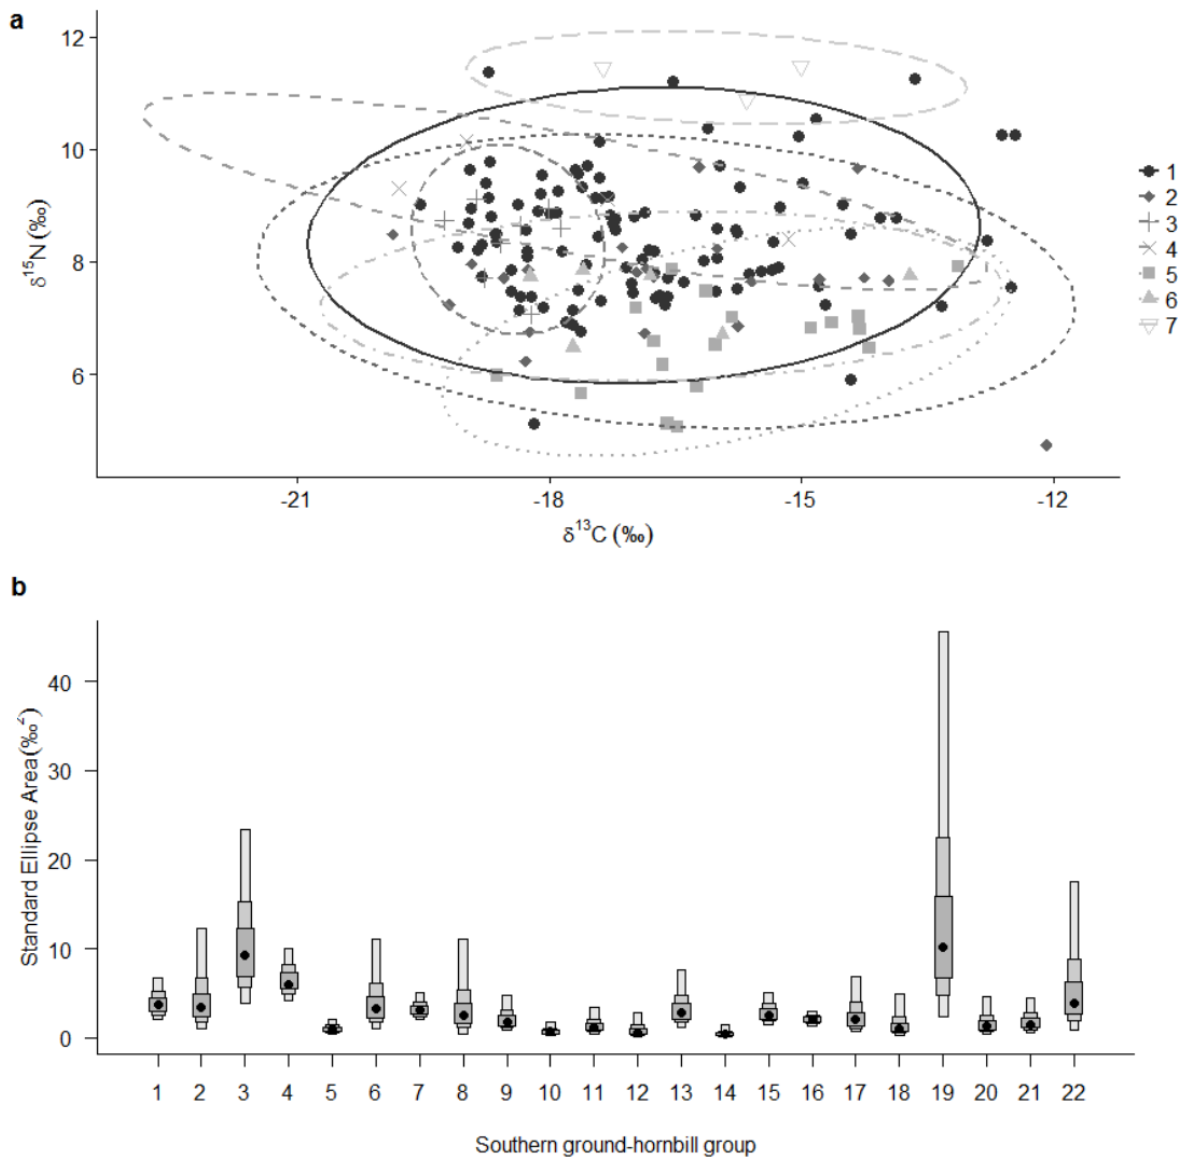 a
12
10
8
6
δ15N (‰)
-21
-18
-15
-12
δ13C (‰)
1
2
3
4
5
6
7
b
40
30
20
10
0
Standard Ellipse Area(‰2)
1 2 3 4 5 6 7 8 9 10 11 12 13 14 15 16 17 18 19 20 21 22
Southern ground-hornbill group